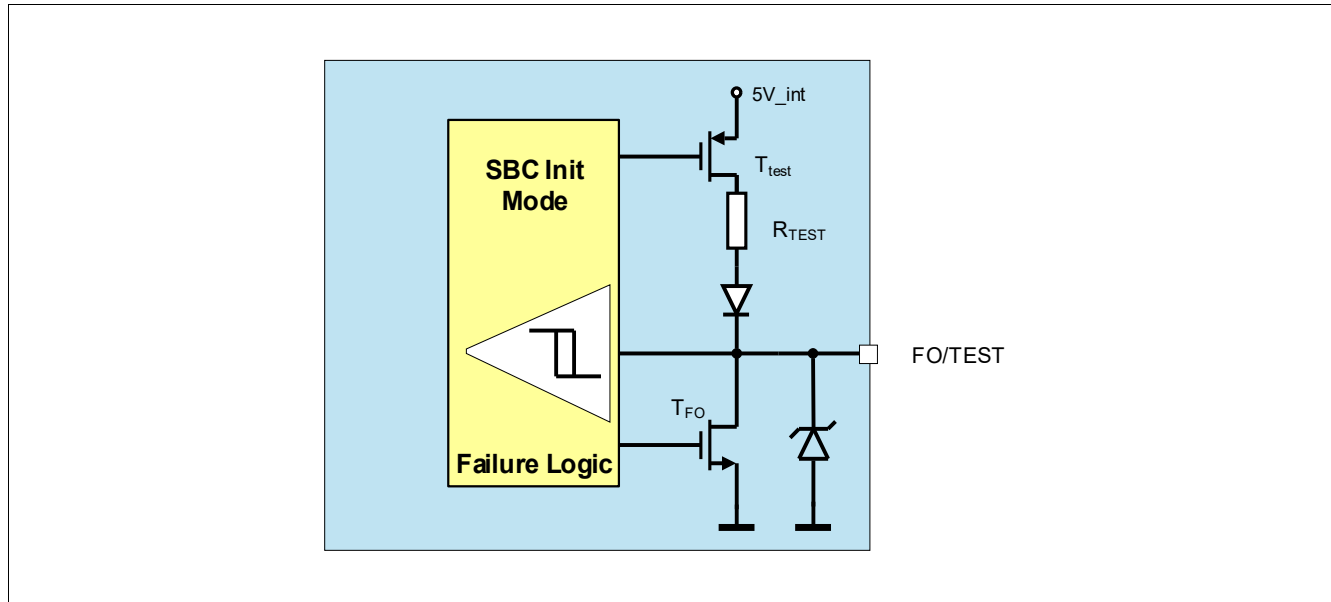 5V_int
SBC Init
Mode
Ttest
RTEST
FO/TEST
TFO
Failure Logic